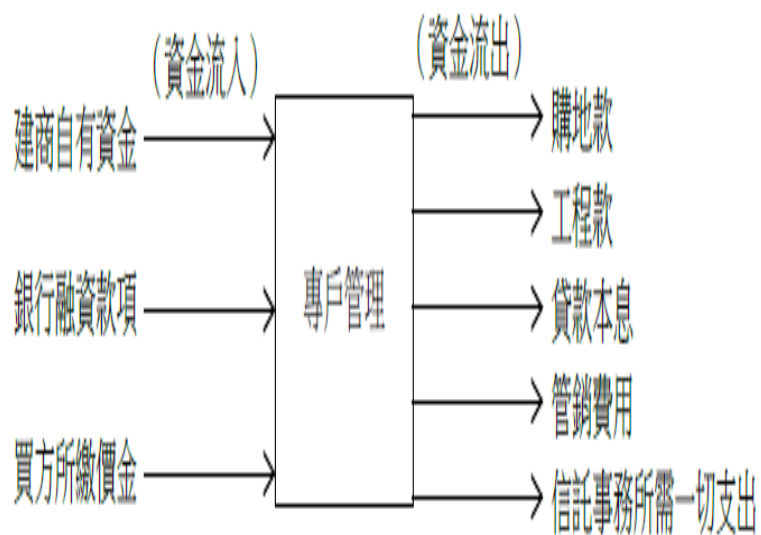 （資金流入）
建商自有資金
銀行融資款項
買方所繳價金
專戶管理
（資金流出）
購地款
工程款
貸款本息
管銷費用
信託事務所需一切支出